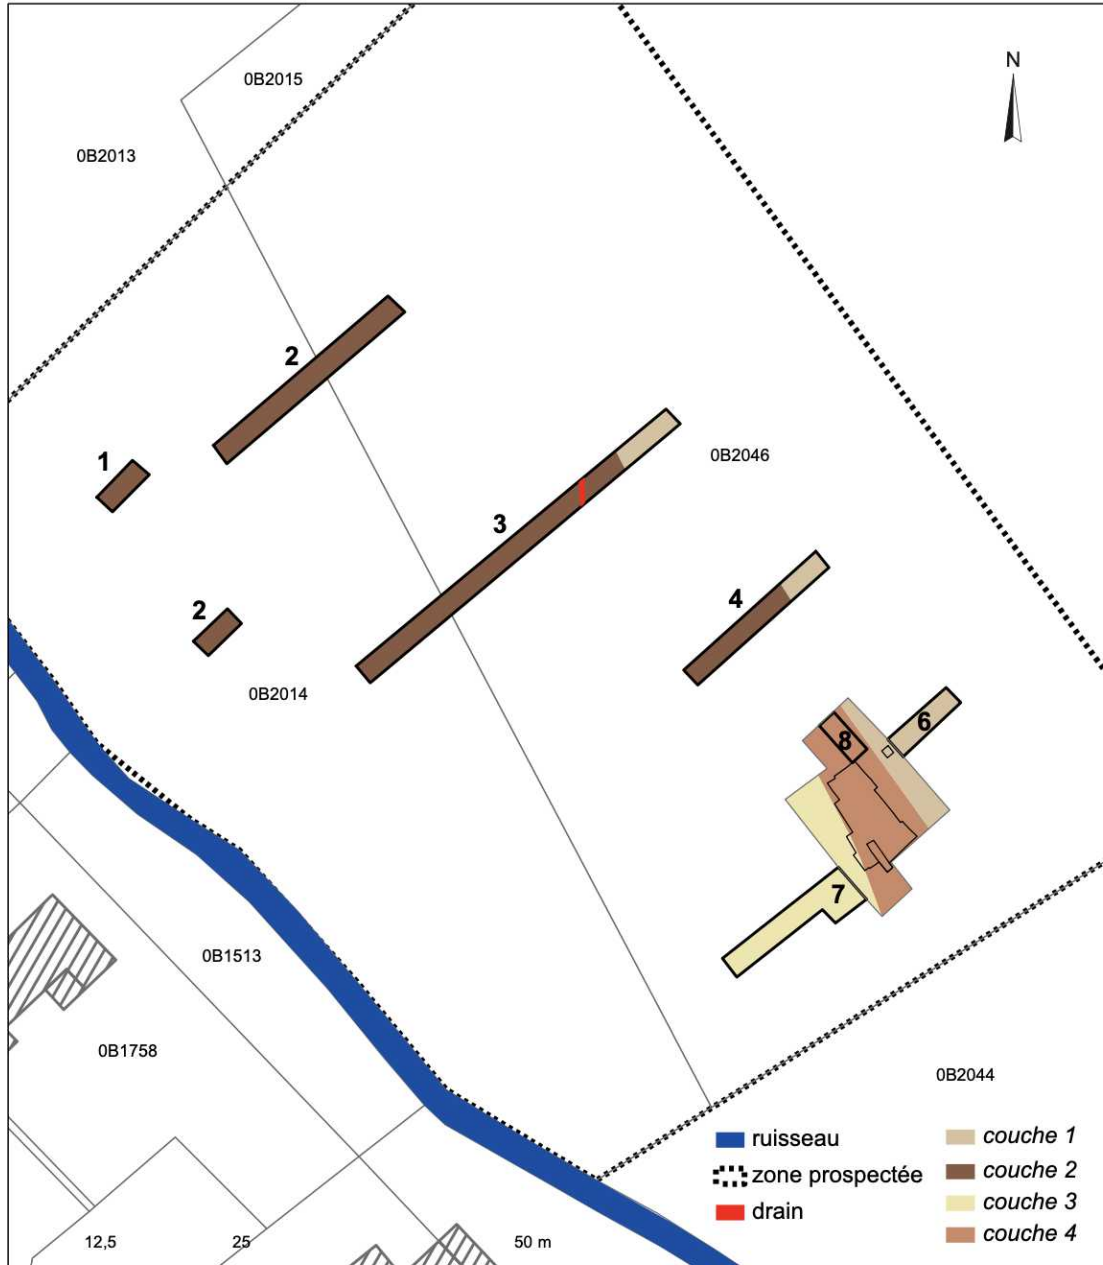 0B2015
N
0B2013
2
1
0B2046
3
4
2
0B2014
6
8
7
0B1513
0B1758
0B2044
ruisseau
zone prospectée
drain
couche 1
couche 2
couche 3
couche 4
12,5 25 50 m